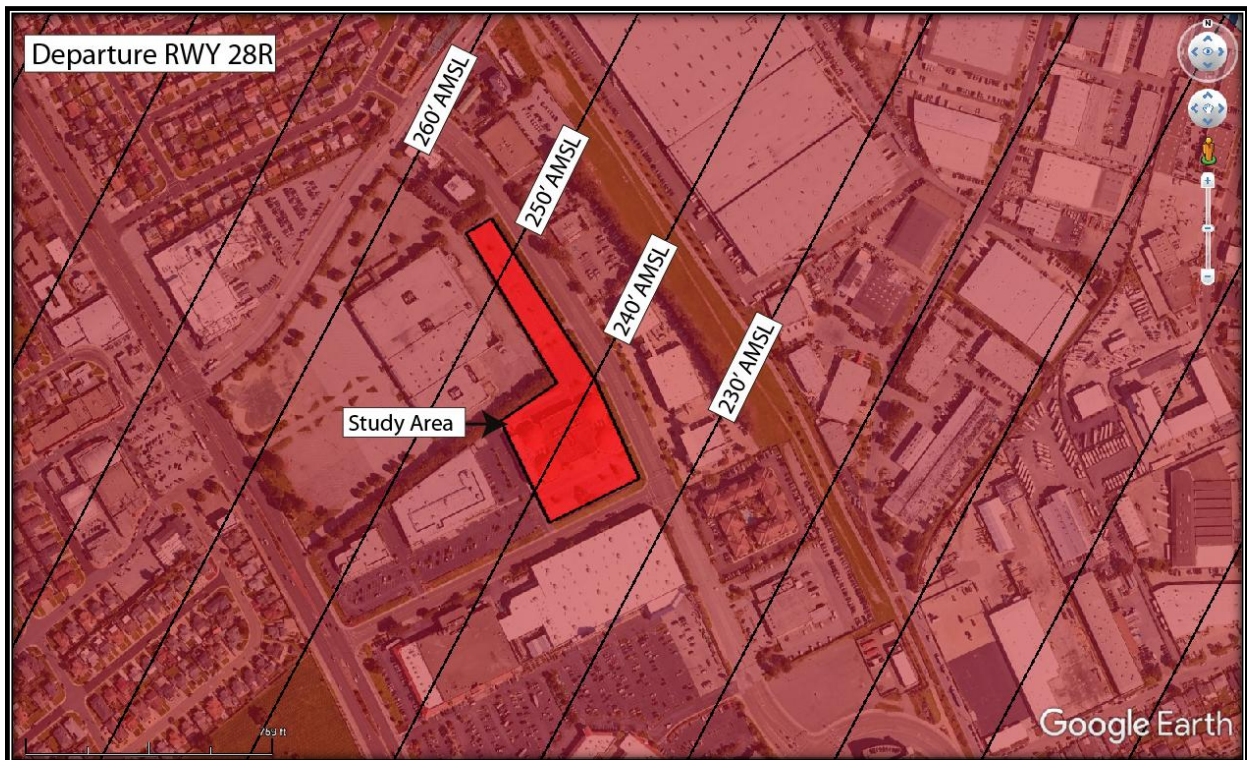 Departure RWY 28R
N
260' AMSL
250' AMSL
240' AMSL
230' AMSL
Study Area
Google Earth